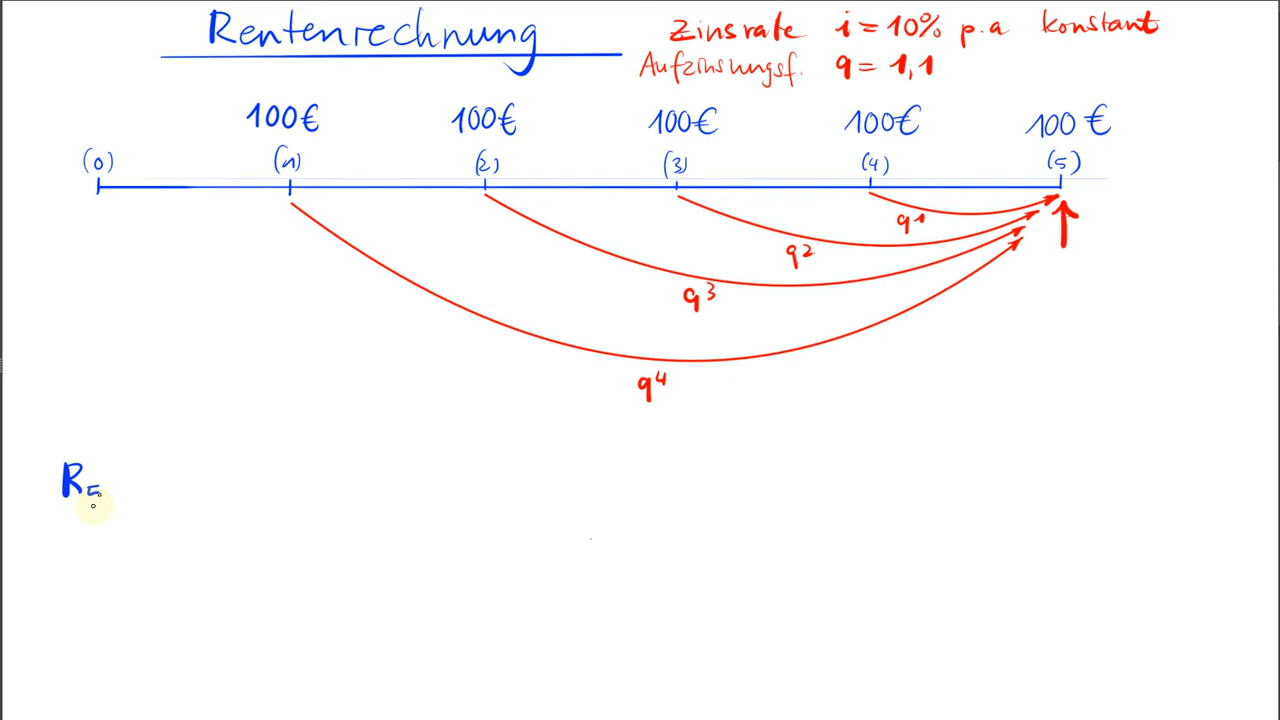 Rentenrechnung
Zinsrate i = 10% p.a konstant
Aufzinsungsf. q = 1,1
100€ 100€ 100€ 100€ 100€
(0) (1) (2) (3) (4) (5)
q1
q2
q3
q4
R5